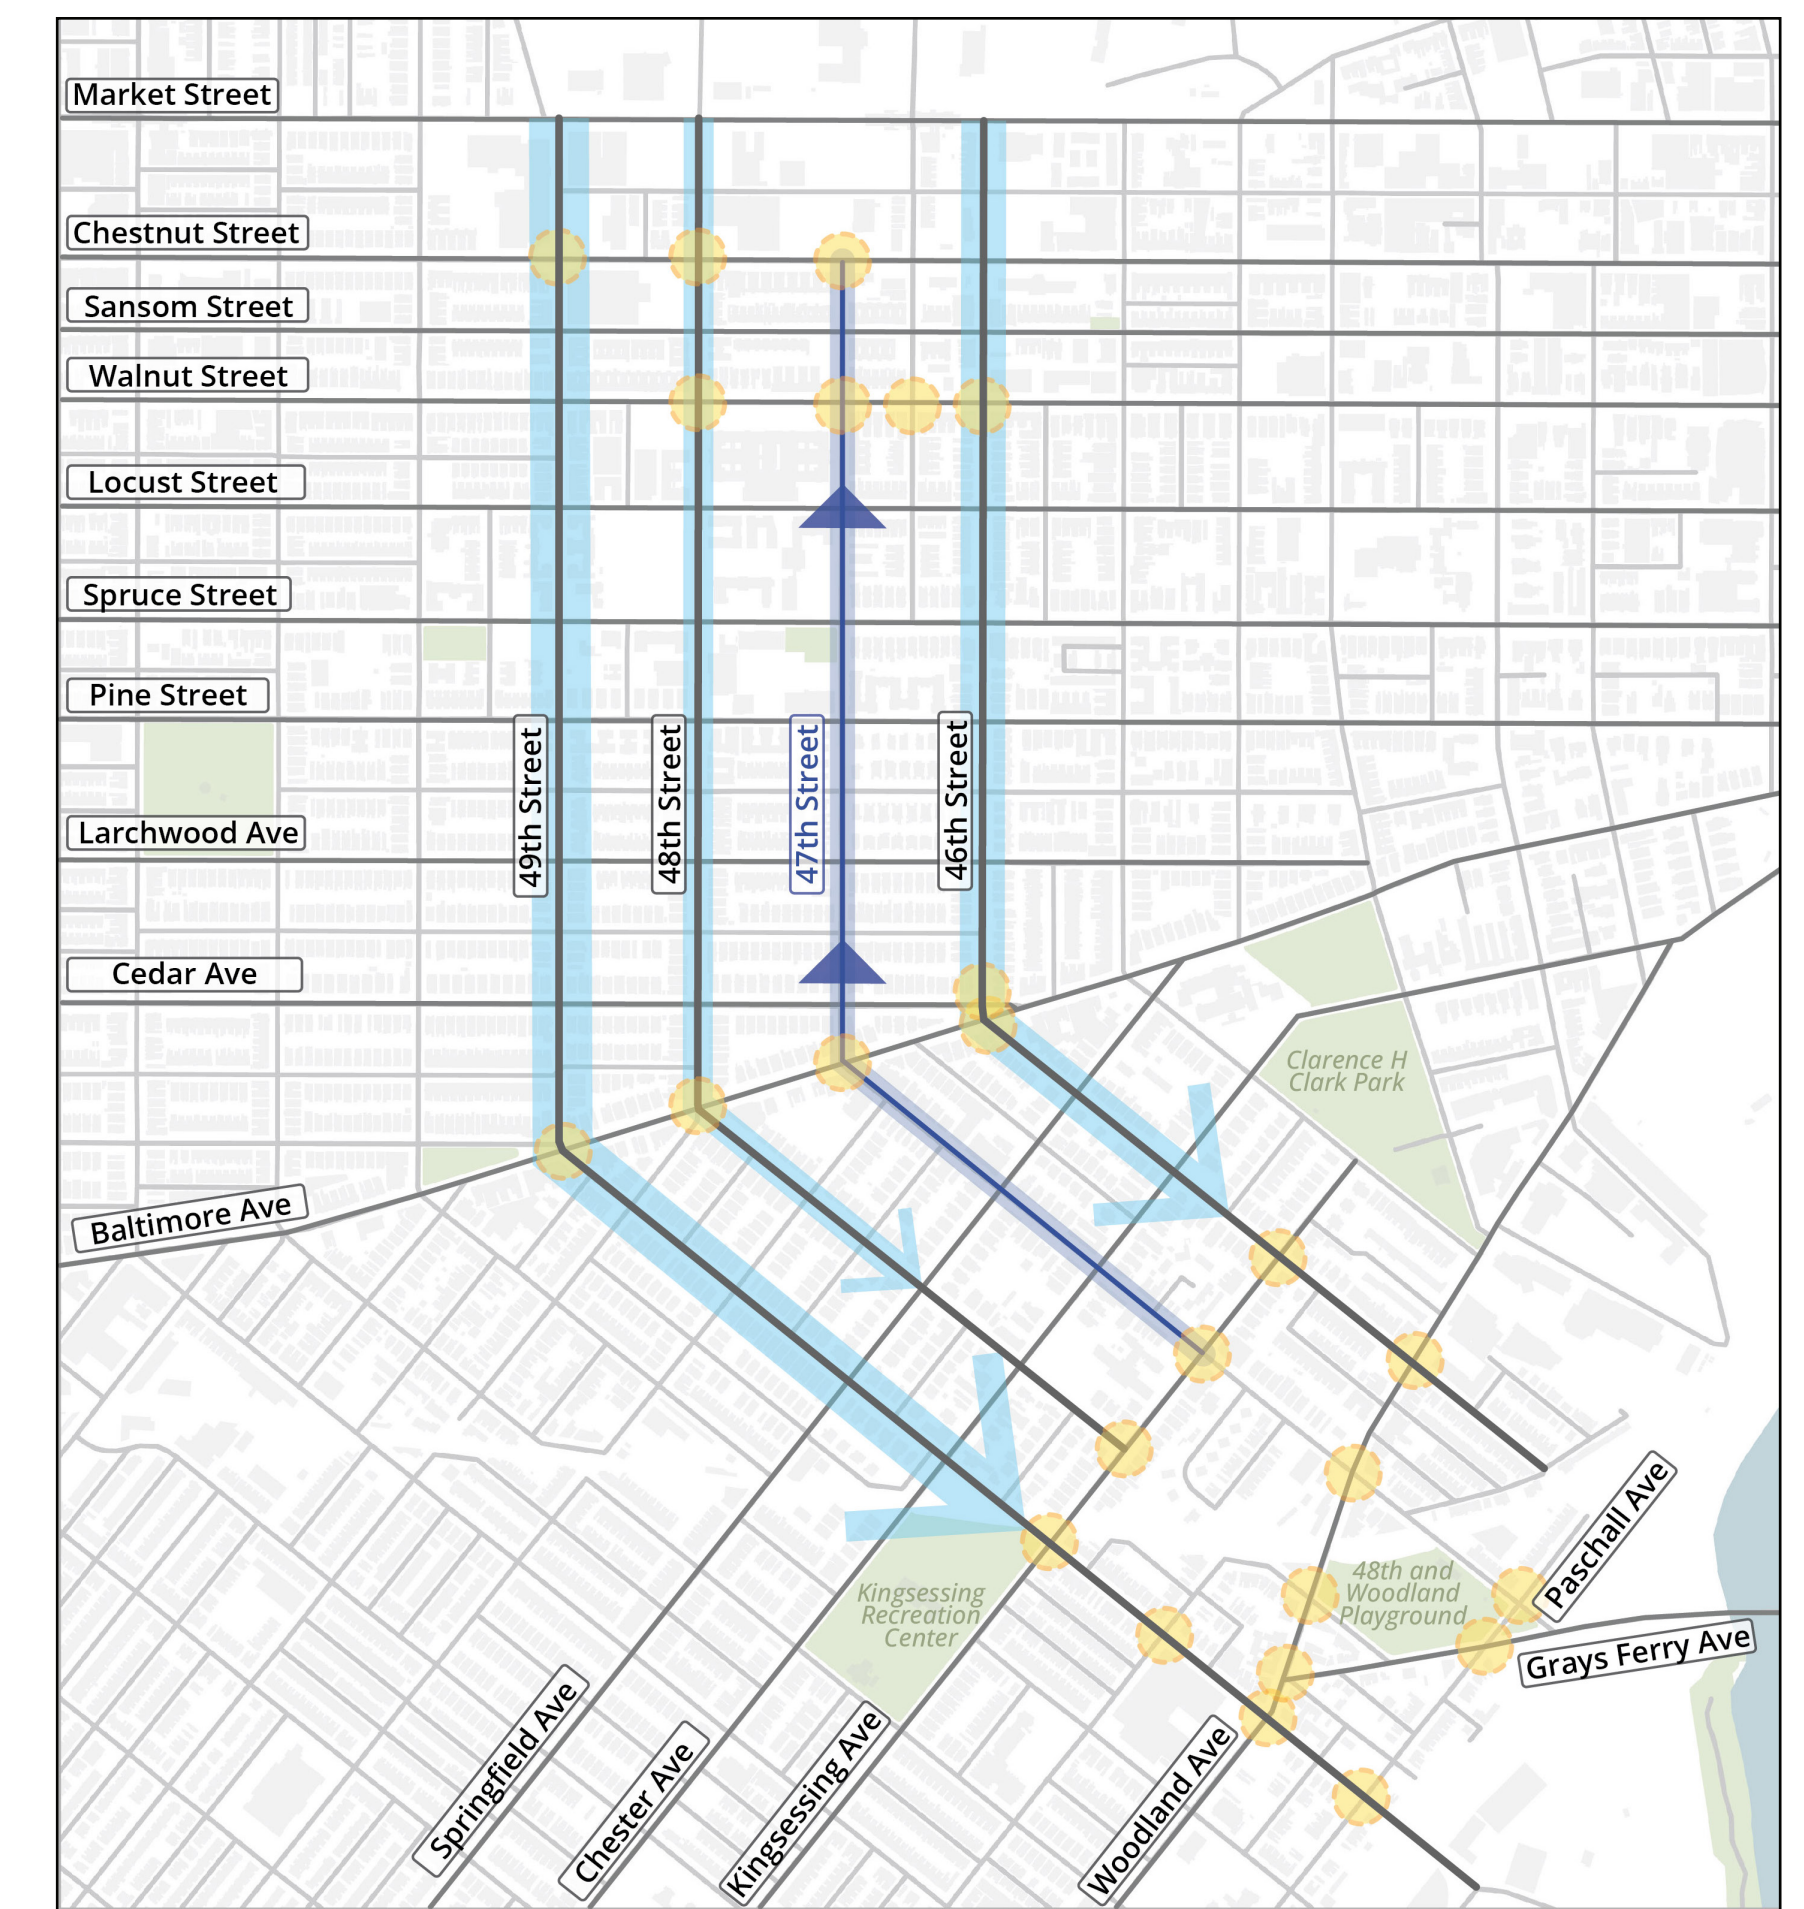 Market Street
Chestnut Street
Sansom Street
Walnut Street
Locust Street
Spruce Street
Pine Street
49th Street
48th Street
47th Street
46th Street
Larchwood Ave
Cedar Ave
Clarence H
Clark Park
Baltimore Ave
Paschall Ave
48th and
Woodland
Playground
Kingsessing
Recreation
Center
Grays Ferry Ave
Springfield Ave
Chester Ave
Kingsessing Ave
Woodland Ave